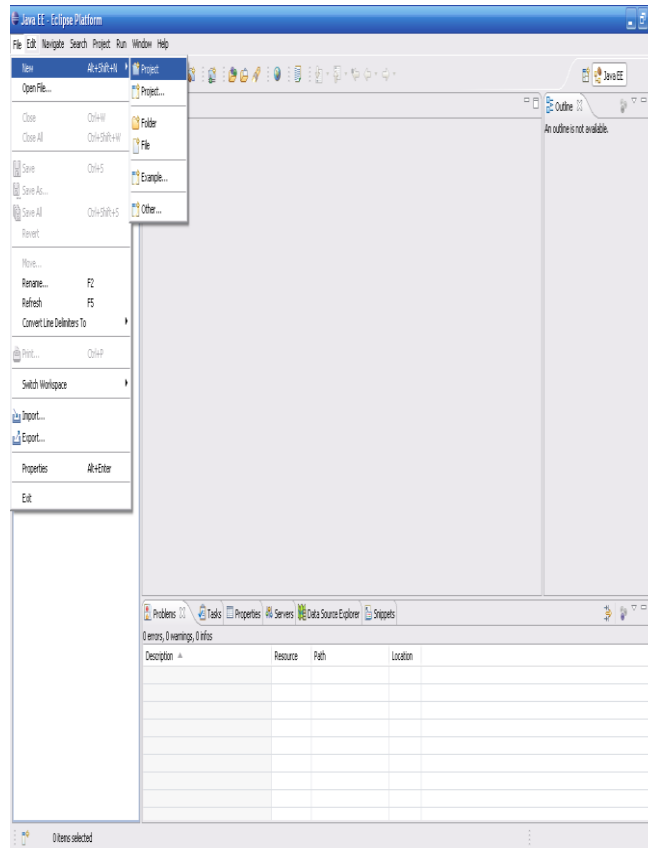 Java EE - Eclipse Platform
File Edit Navigate Search Project Run Window Help
New Alt+Shift+N
Open File...
Close Ctrl+W
Close All Ctrl+Shift+W
Save Ctrl+S
Save As...
Save All Ctrl+Shift+S
Revert
Move...
Rename... F2
Refresh F5
Convert Line Delimiters To
Print... Ctrl+P
Switch Workspace
Import...
Export...
Properties Alt+Enter
Exit
Project
Project...
Folder
File
Example...
Other...
Java EE
Outline
An outline is not available.
Problems Tasks Properties Servers Data Source Explorer Snippets
0 errors, 0 warnings, 0 infos
Description Resource Path Location
0 items selected